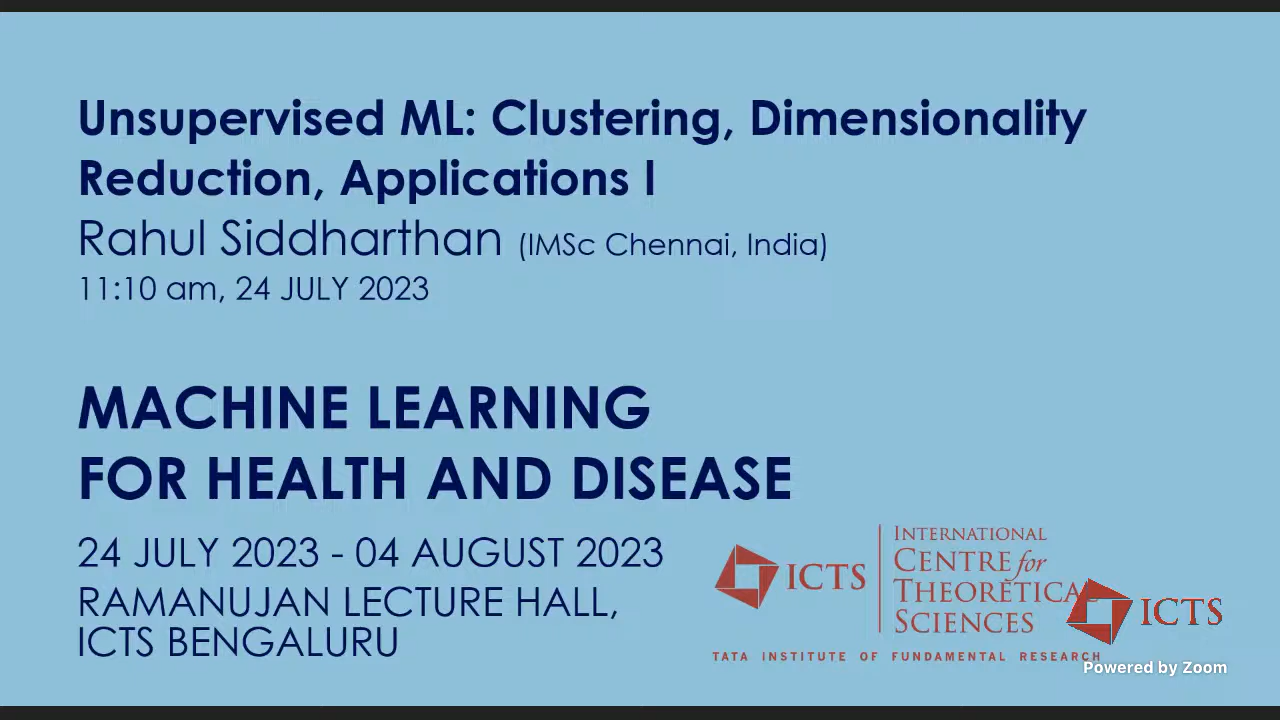 Unsupervised ML: Clustering, Dimensionality
Reduction, Applications I
Rahul Siddharthan (IMSc Chennai, India)
11:10 am, 24 JULY 2023
MACHINE LEARNING
FOR HEALTH AND DISEASE
24 JULY 2023 - 04 AUGUST 2023
RAMANUJAN LECTURE HALL,
ICTS BENGALURU
ICTS
INTERNATIONAL
CENTRE for
THEORETICAL
SCIENCES
TATA INSTITUTE OF FUNDAMENTAL RESEARCH
ICTS
Powered by Zoom